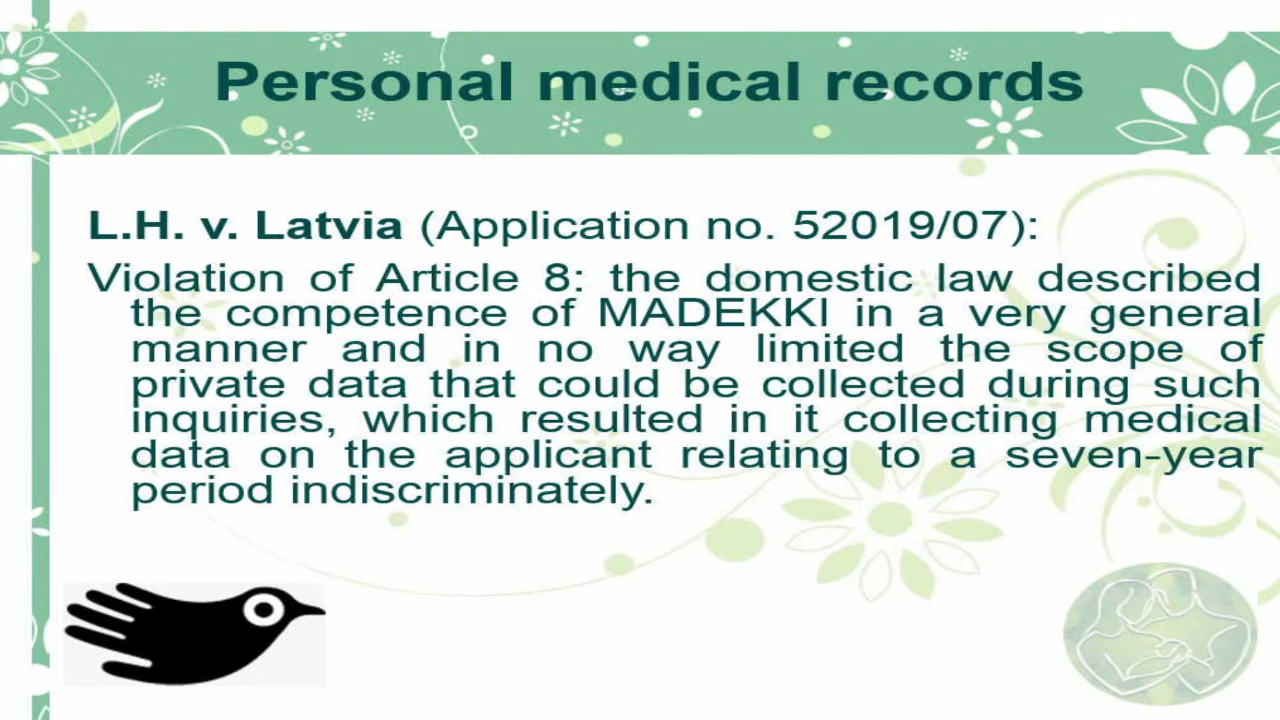 Personal medical records
L.H. v. Latvia (Application no. 52019/07):
Violation of Article 8: the domestic law described
the competence of MADEKKI in a very general
manner and in no way limited the scope of
private data that could be collected during such
inquiries, which resulted in it collecting medical
data on the applicant relating to a seven-year
period indiscriminately.